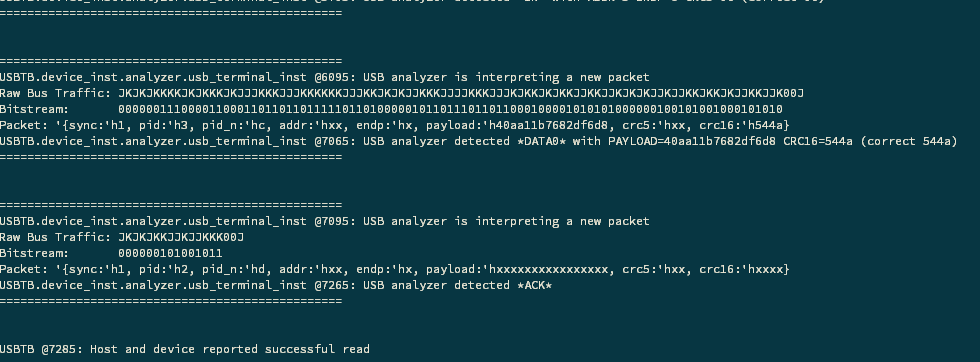 ================================================
================================================
USBTB.device_inst.analyzer.usb_terminal_inst @6095: USB analyzer is interpreting a new packet
Raw Bus Traffic:
Bitstream:
Packet: '{sync:'h1, pid:'h3, pid_n:'hc, addr:'hxx, endp:'hx, payload:'h40aa11b7682df6d8, crc5:'hxx, crc16:'h544a}
USBTB.device_inst.analyzer.usb_terminal_inst @7065: USB analyzer detected *DATA0* with PAYLOAD=40aa11b7682df6d8 CRC16=544a (correct 544a)
================================================
================================================
USBTB.device_inst.analyzer.usb_terminal_inst @7095: USB analyzer is interpreting a new packet
Raw Bus Traffic: JKJKJKKJJKJJKKK00J
Bitstream:       000000101001011
Packet: '{sync:'h1, pid:'h2, pid_n:'hd, addr:'hxx, endp:'hx, payload:'hxxxxxxxxxxxxxxxx, crc5:'hxx, crc16:'hxxxx}
USBTB.device_inst.analyzer.usb_terminal_inst @7265: USB analyzer detected *ACK*
================================================
USBTB @7285: Host and device reported successful read